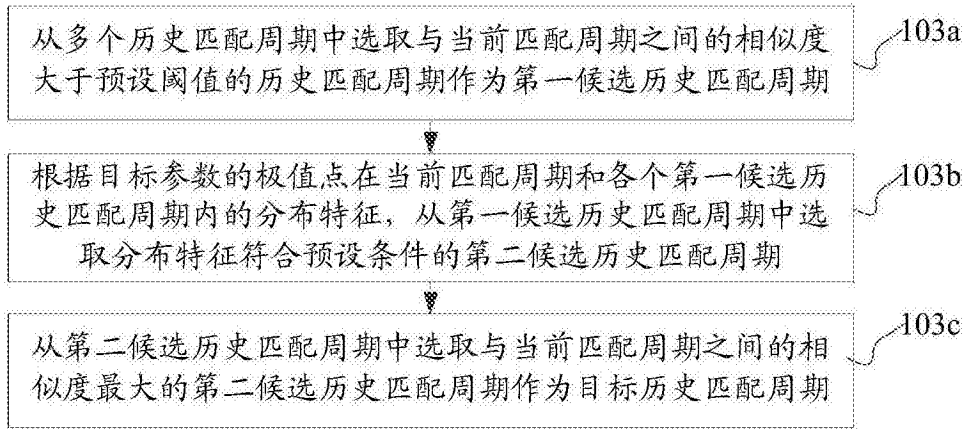 从多个历史匹配周期中选取与当前匹配周期之间的相似度
大于预设阈值的历史匹配周期作为第一候选历史匹配周期
103a
根据目标参数的极值点在当前匹配周期和各个第一候选历
史匹配周期内的分布特征，从第一候选历史匹配周期中选
取分布特征符合预设条件的第二候选历史匹配周期
103b
从第二候选历史匹配周期中选取与当前匹配周期之间的相
似度最大的第二候选历史匹配周期作为目标历史匹配周期
103c